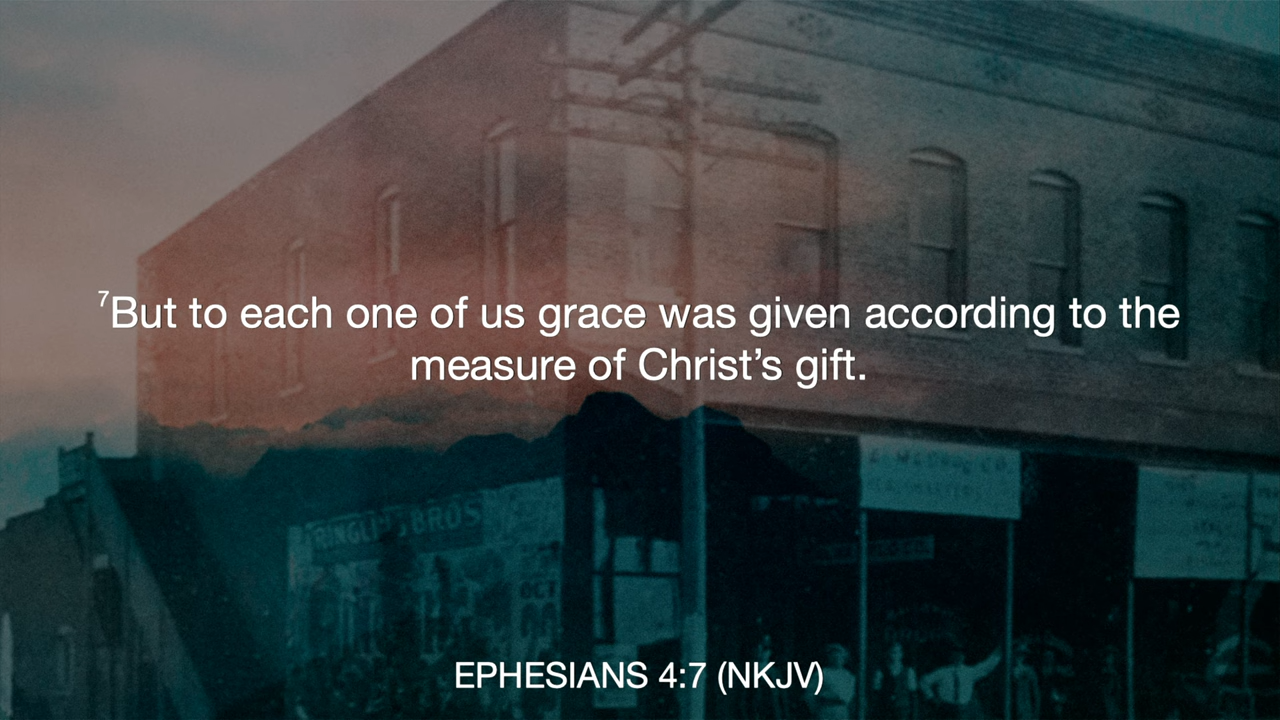 ⁷But to each one of us grace was given according to the
measure of Christ’s gift.
RINGLING BROS
OCT
EPHESIANS 4:7 (NKJV)